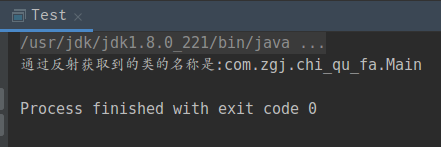 Test
/usr/jdk/jdk1.8.0_221/bin/java ...
通过反射获取到的类的名称是:com.zgj.chi_qu_fa.Main
Process finished with exit code 0